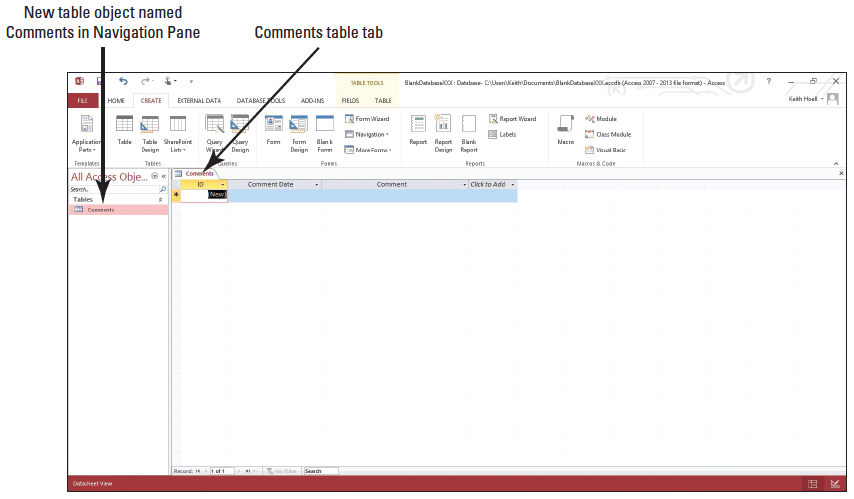 New table object named
Comments in Navigation Pane
Comments table tab
TABLE TOOLS
BlankDatabaseXXX : Database- C:\Users\Keith\Documents\BlankDatabaseXXX.accdb (Access 2007 - 2013 file format) - Access
?
FILE HOME CREATE EXTERNAL DATA DATABASE TOOLS ADD-INS FIELDS TABLE
Keith Hoell
Application Parts
Table
Table Design
SharePoint Lists
Query Wizard
Query Design
Form
Form Design
Blank Form
Form Wizard
Navigation
More Forms
Report
Report Design
Blank Report
Report Wizard
Labels
Macro
Module
Class Module
Visual Basic
Templates Tables Queries Forms Reports Macros & Code
All Access Obje...
Search...
Tables
Comments
Comments
ID Comment Date Comment Click to Add
(New)
Record: 1 of 1 No Filter Search
Datasheet View